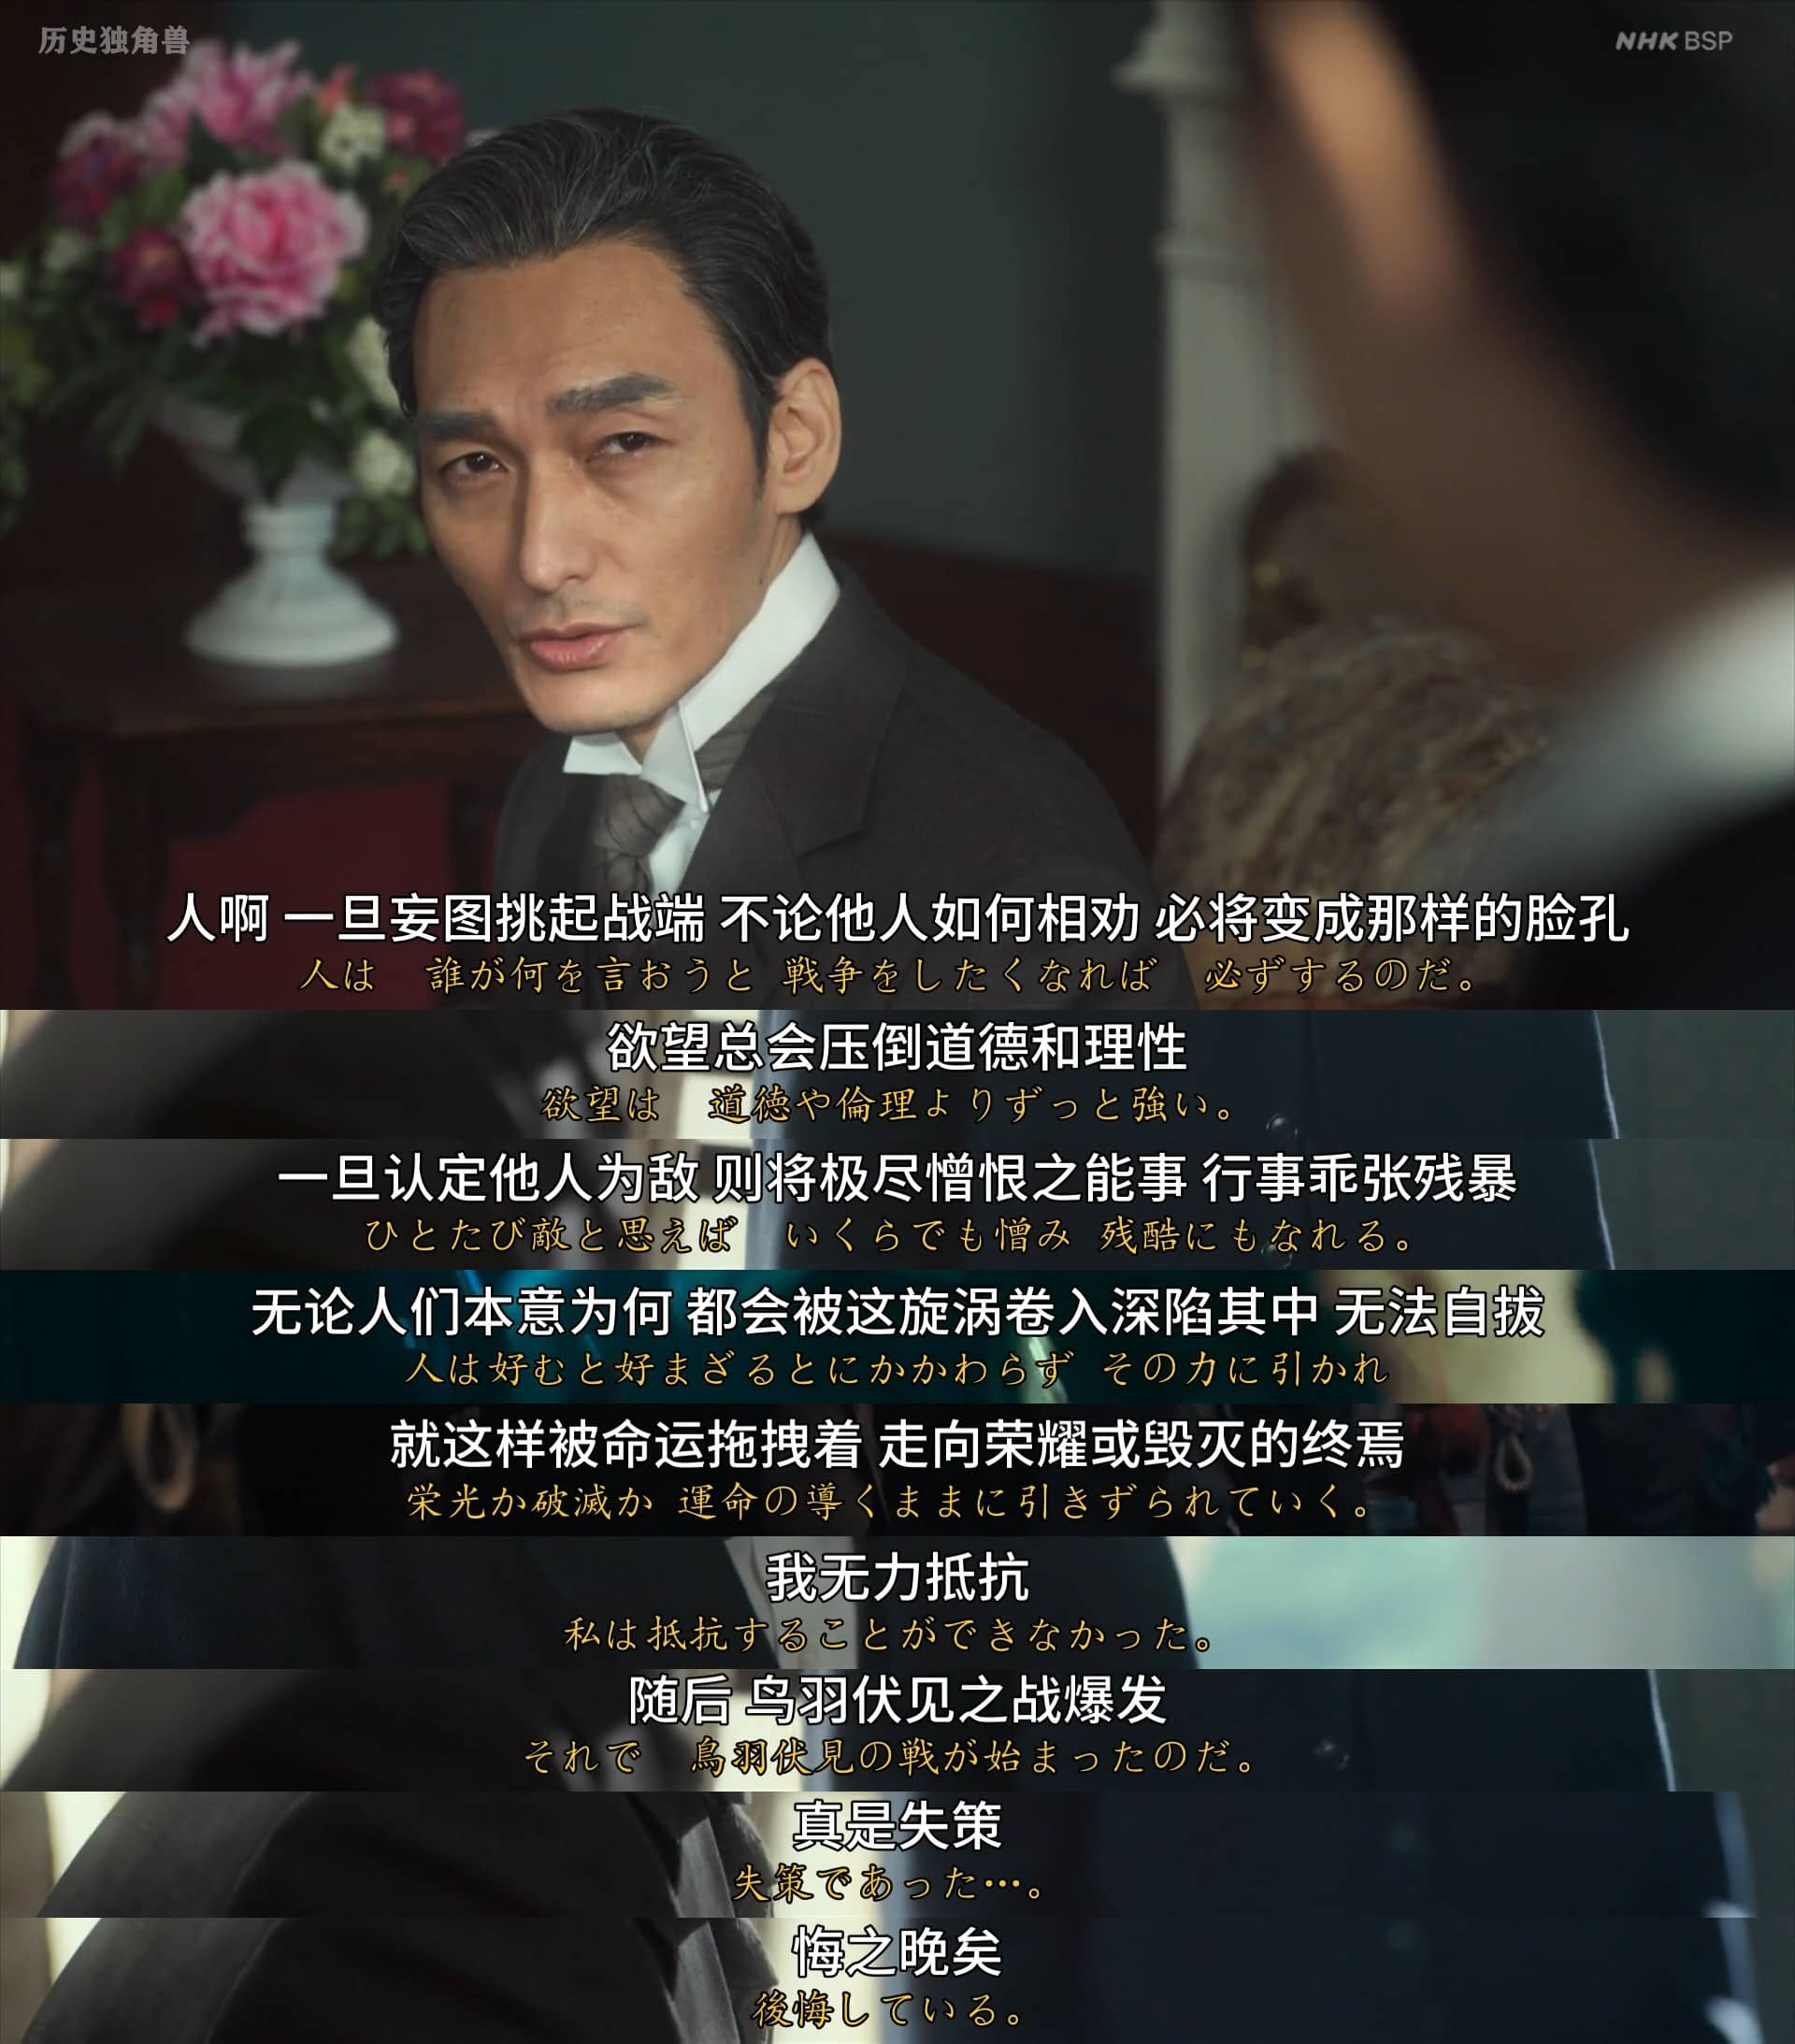 历史独角兽
NHK BSP
人啊 一旦妄图挑起战端 不论他人如何相劝 必将变成那样的脸孔
人は　誰が何を言おうと 戦争をしたくなれば　必ずするのだ。
欲望总会压倒道德和理性
欲望は　道徳や倫理よりずっと強い。
一旦认定他人为敌 则将极尽憎恨之能事 行事乖张残暴
ひとたび敵と思えば　いくらでも憎み 残酷にもなれる。
无论人们本意为何 都会被这旋涡卷入深陷其中 无法自拔
人は好むと好まざるとにかかわらず その力に引かれ
就这样被命运拖拽着 走向荣耀或毁灭的终焉
栄光か破滅か 運命の導くままに引きずられていく。
我无力抵抗
私は抵抗することができなかった。
随后 鸟羽伏见之战爆发
それで　鳥羽伏見の戦が始まったのだ。
真是失策
失策であった…。
悔之晚矣
後悔している。